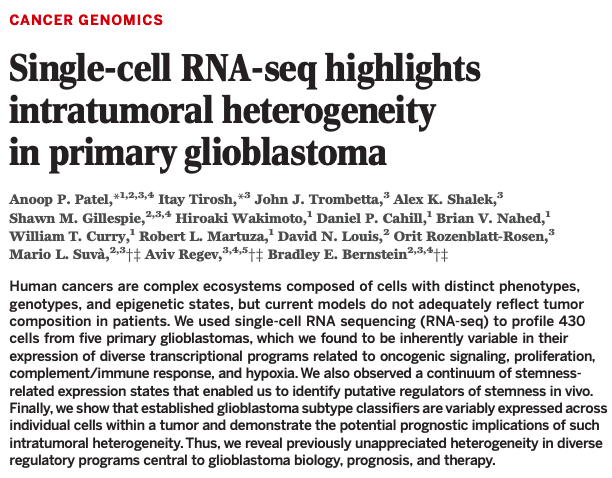 CANCER GENOMICS
Single-cell RNA-seq highlights
intratumoral heterogeneity
in primary glioblastoma
Anoop P. Patel,*1,2,3,4 Itay Tirosh,*3 John J. Trombetta,3 Alex K. Shalek,3
Shawn M. Gillespie,2,3,4 Hiroaki Wakimoto,1 Daniel P. Cahill,1 Brian V. Nahed,1
William T. Curry,1 Robert L. Martuza,1 David N. Louis,2 Orit Rozenblatt-Rosen,3
Mario L. Suvà,2,3†‡ Aviv Regev,3,4,5†‡ Bradley E. Bernstein2,3,4†‡
Human cancers are complex ecosystems composed of cells with distinct phenotypes,
genotypes, and epigenetic states, but current models do not adequately reflect tumor
composition in patients. We used single-cell RNA sequencing (RNA-seq) to profile 430
cells from five primary glioblastomas, which we found to be inherently variable in their
expression of diverse transcriptional programs related to oncogenic signaling, proliferation,
complement/immune response, and hypoxia. We also observed a continuum of stemness-
related expression states that enabled us to identify putative regulators of stemness in vivo.
Finally, we show that established glioblastoma subtype classifiers are variably expressed across
individual cells within a tumor and demonstrate the potential prognostic implications of such
intratumoral heterogeneity. Thus, we reveal previously unappreciated heterogeneity in diverse
regulatory programs central to glioblastoma biology, prognosis, and therapy.